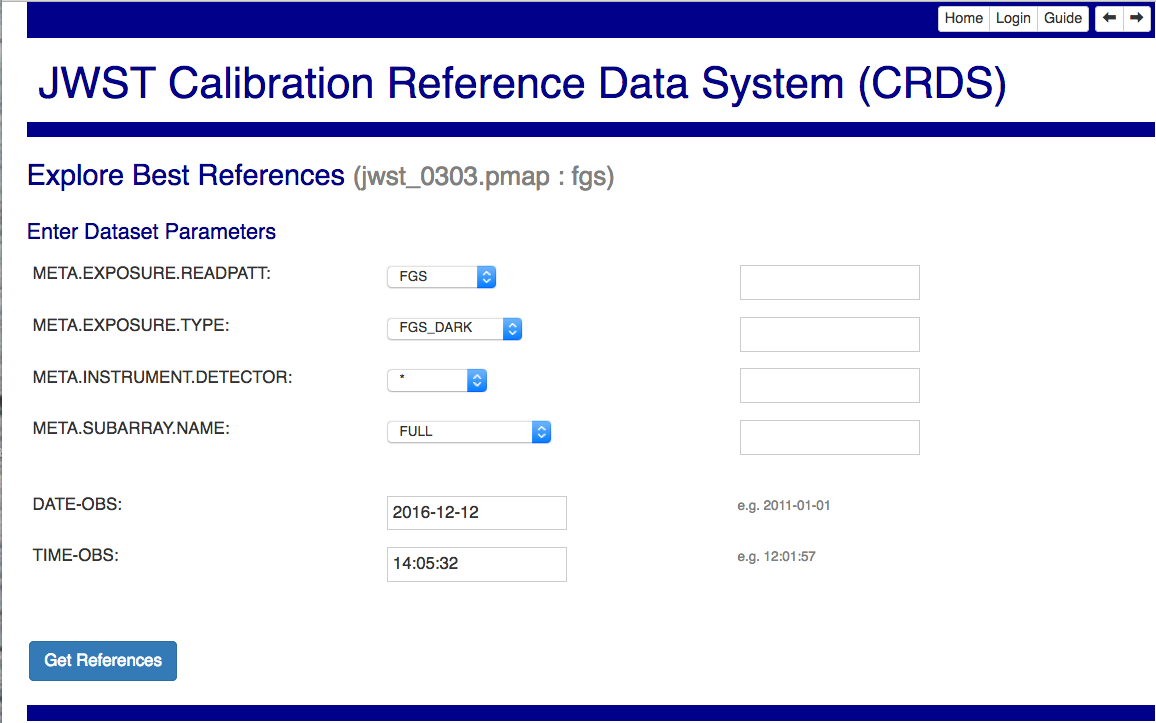 Home Login Guide
JWST Calibration Reference Data System (CRDS)
Explore Best References (jwst_0303.pmap : fgs)
Enter Dataset Parameters
META.EXPOSURE.READPATT: FGS
META.EXPOSURE.TYPE: FGS_DARK
META.INSTRUMENT.DETECTOR: *
META.SUBARRAY.NAME: FULL
DATE-OBS: 2016-12-12 e.g. 2011-01-01
TIME-OBS: 14:05:32 e.g. 12:01:57
Get References